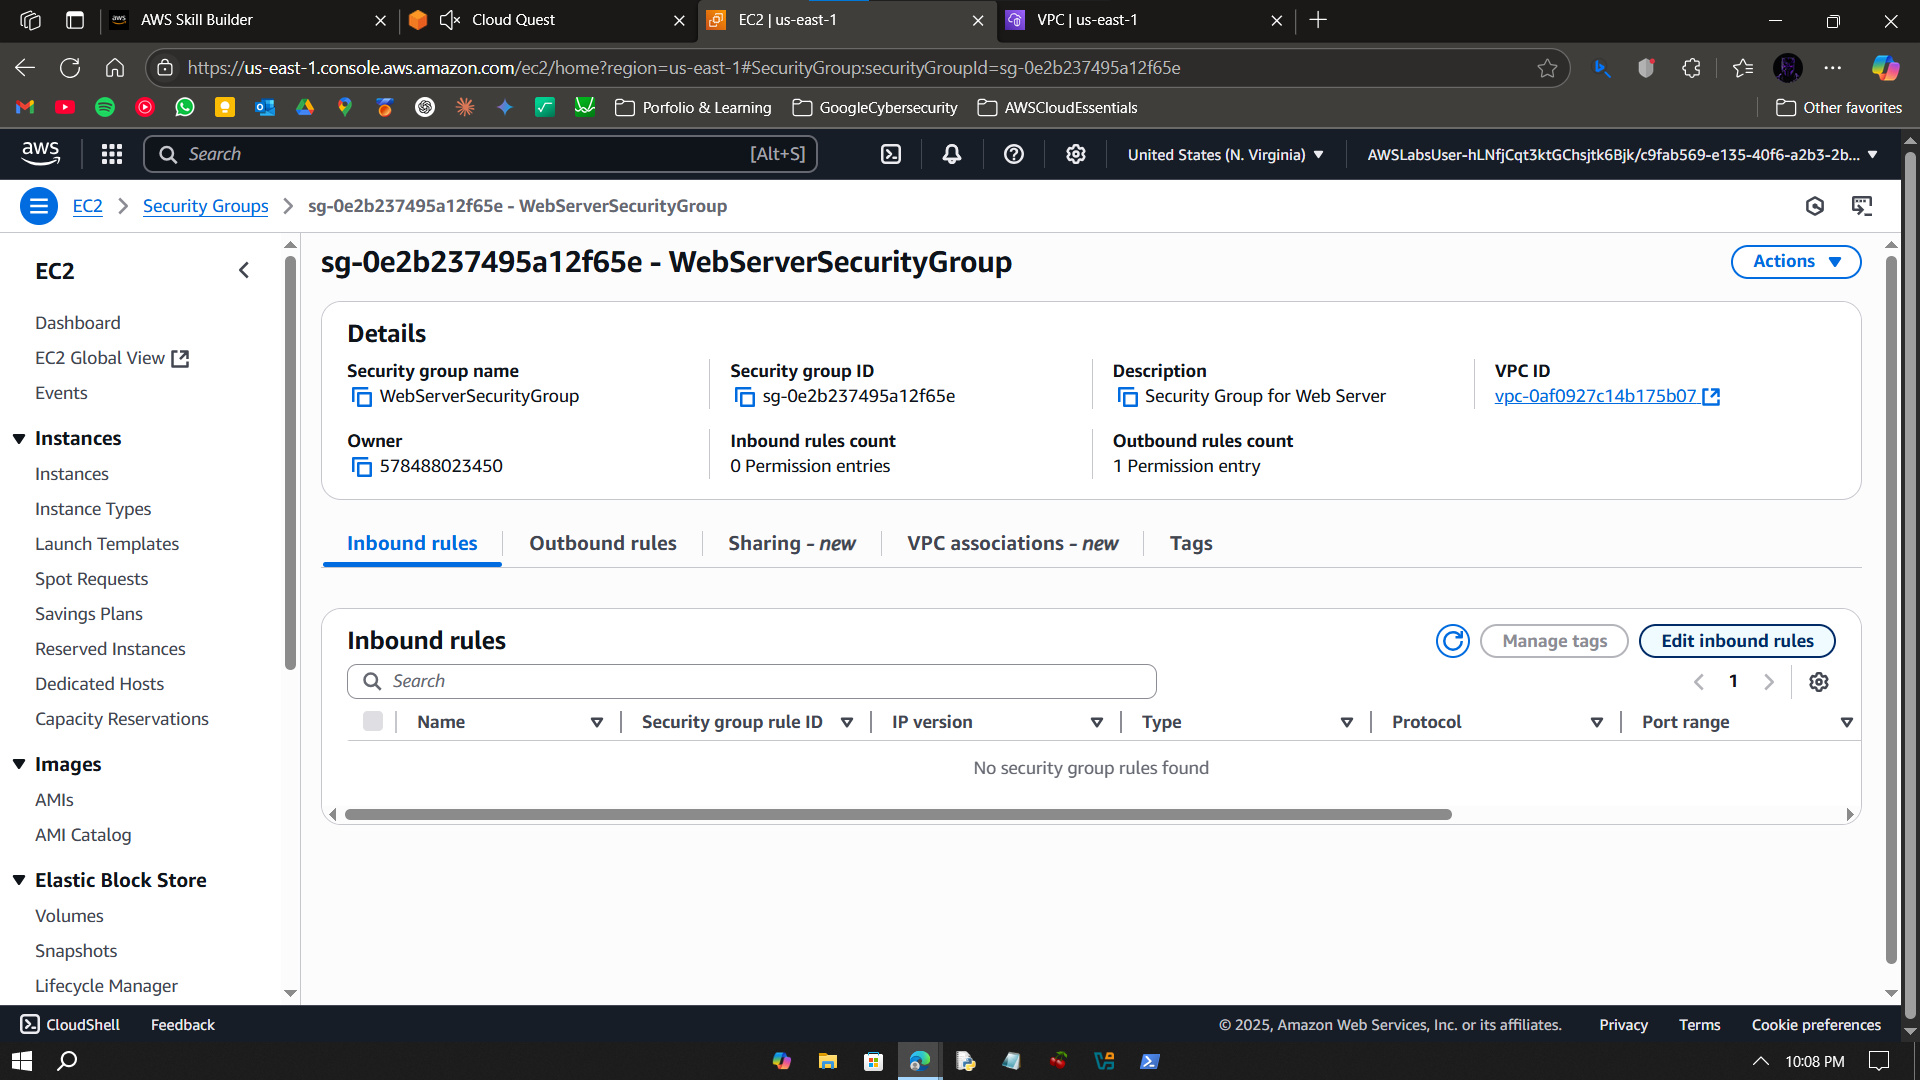 AWS Skill Builder
Cloud Quest
EC2 | us-east-1
VPC | us-east-1
https://us-east-1.console.aws.amazon.com/ec2/home?region=us-east-1#SecurityGroup:securityGroupId=sg-0e2b237495a12f65e
Porfolio & Learning
GoogleCybersecurity
AWSCloudEssentials
Other favorites
aws
Search
[Alt+S]
United States (N. Virginia)
AWSLabsUser-hLNfjCqt3ktGChsjtk6Bjk/c9fab569-e135-40f6-a2b3-2b...
EC2
Security Groups
sg-0e2b237495a12f65e - WebServerSecurityGroup
EC2
Dashboard
EC2 Global View
Events
Instances
Instances
Instance Types
Launch Templates
Spot Requests
Savings Plans
Reserved Instances
Dedicated Hosts
Capacity Reservations
Images
AMIs
AMI Catalog
Elastic Block Store
Volumes
Snapshots
Lifecycle Manager
sg-0e2b237495a12f65e - WebServerSecurityGroup
Actions
Details
Security group name
WebServerSecurityGroup
Security group ID
sg-0e2b237495a12f65e
Description
Security Group for Web Server
VPC ID
vpc-0af0927c14b175b07
Owner
578488023450
Inbound rules count
0 Permission entries
Outbound rules count
1 Permission entry
Inbound rules
Outbound rules
Sharing - new
VPC associations - new
Tags
Inbound rules
Manage tags
Edit inbound rules
Search
1
Name
Security group rule ID
IP version
Type
Protocol
Port range
No security group rules found
CloudShell
Feedback
© 2025, Amazon Web Services, Inc. or its affiliates.
Privacy
Terms
Cookie preferences
10:08 PM